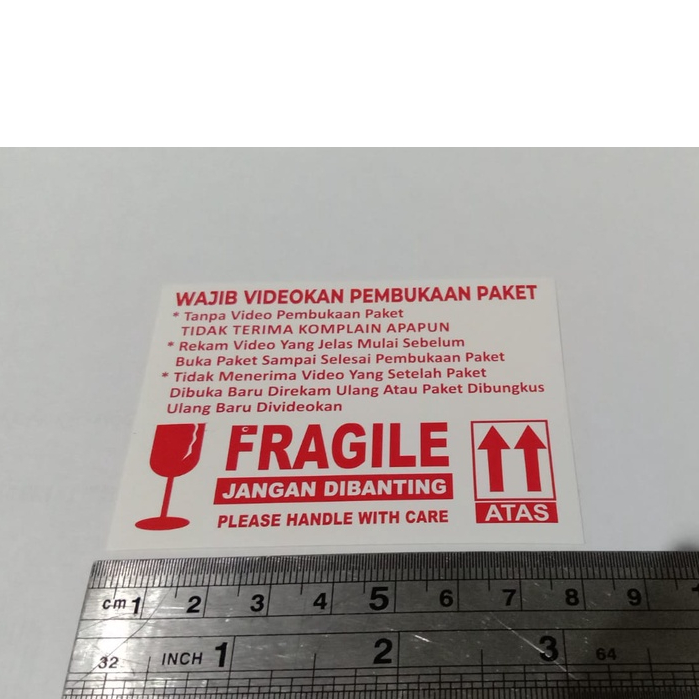 WAJIB VIDEOKAN PEMBUKAAN PAKET
* Tanpa Video Pembukaan Paket
TIDAK TERIMA KOMPLAIN APAPUN
* Rekam Video Yang Jelas Mulai Sebelum
Buka Paket Sampai Selesai Pembukaan Paket
* Tidak Menerima Video Yang Setelah Paket
Dibuka Baru Direkam Ulang Atau Paket Dibungkus
Ulang Baru Divideokan
FRAGILE
JANGAN DIBANTING
PLEASE HANDLE WITH CARE
ATAS
cm 1 2 3 4 5 6 7 8 9
32 INCH 1 2 3 64